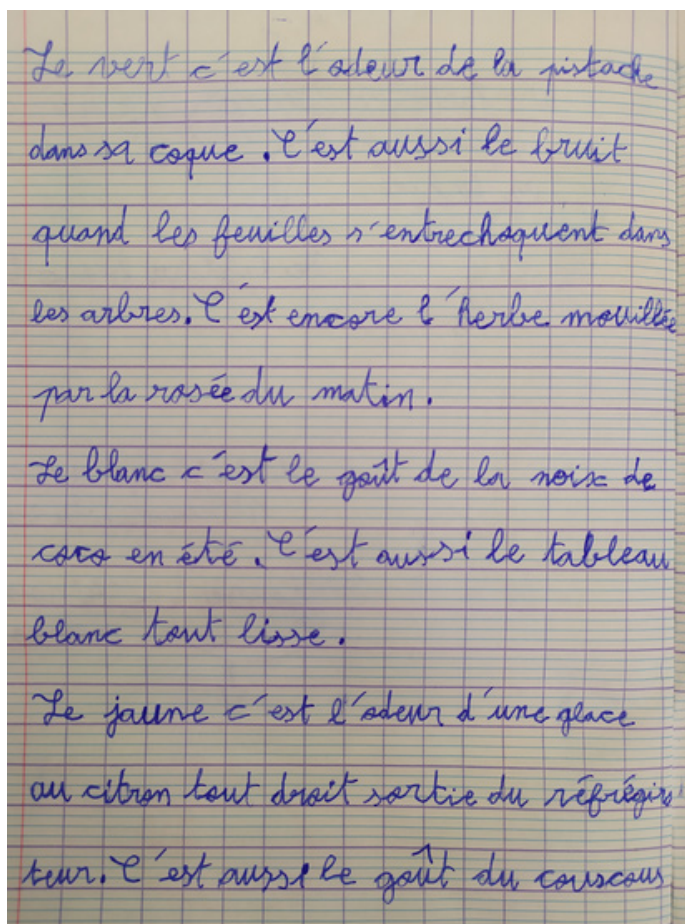 Le vert c'est l'odeur de la pistache
dans sa coque. C'est aussi le bruit
quand les feuilles s'entrechoquent dans
les arbres. C'est encore l'herbe mouillée
par la rosée du matin.
Le blanc c'est le goût de la noix de
coco en été. C'est aussi le tableau
blanc tout lisse.
Le jaune c'est l'odeur d'une glace
au citron tout droit sortie du réfrégira
teur. C'est aussi le goût du couscous